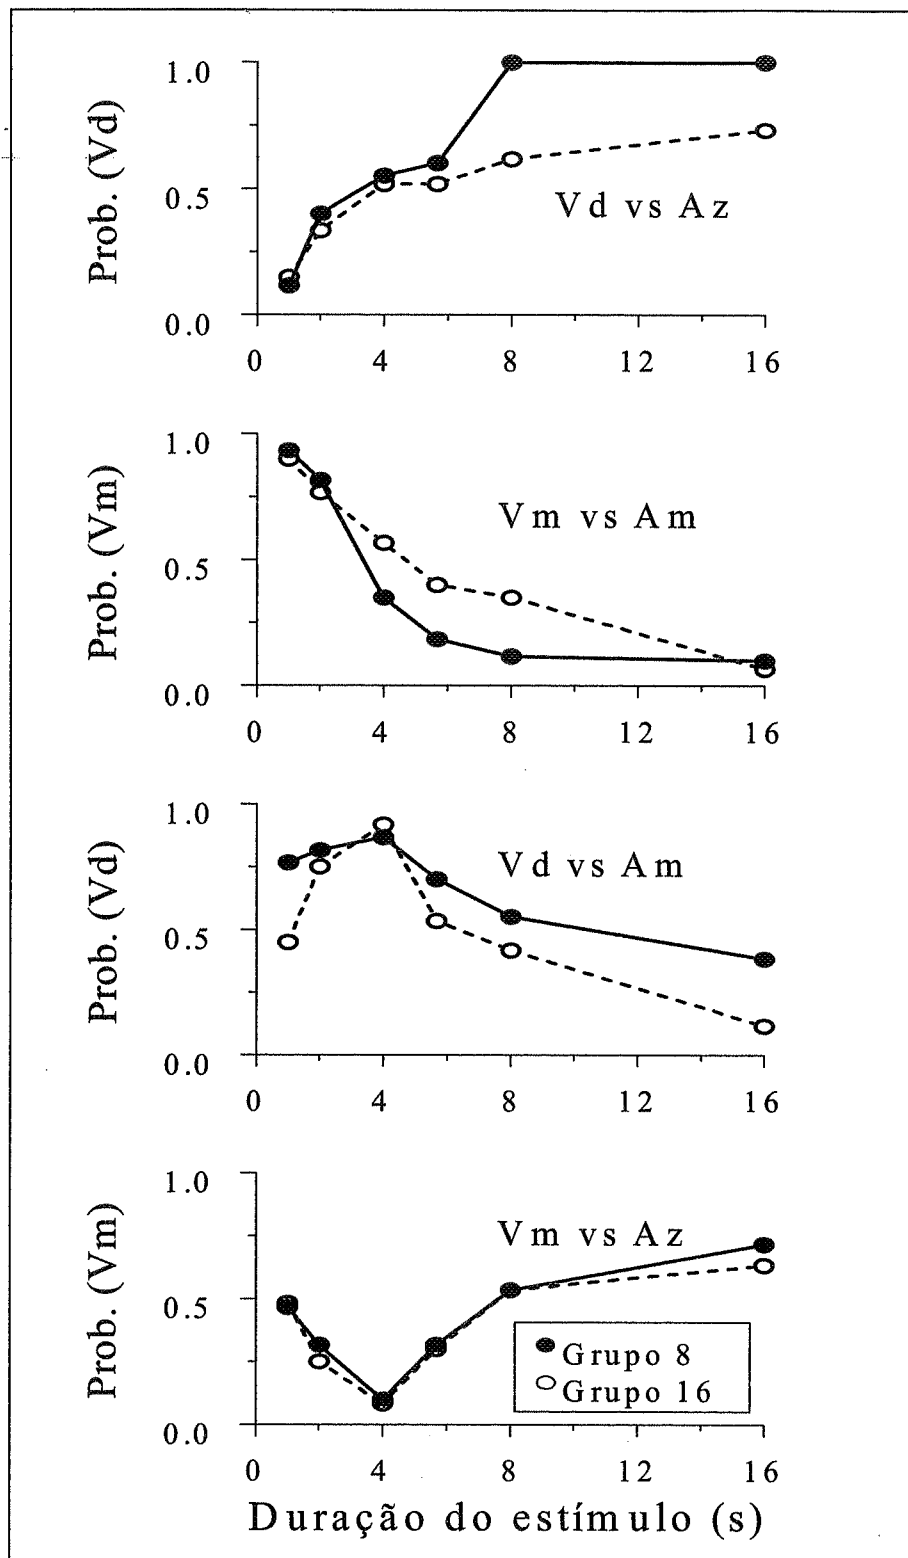 Prob. (Vd)
1.0
0.5
0.0
Vd vs Az
0 4 8 12 16
Prob. (Vm)
1.0
0.5
0.0
Vm vs Am
0 4 8 12 16
Prob. (Vd)
1.0
0.5
0.0
Vd vs Am
0 4 8 12 16
Prob. (Vm)
1.0
0.5
0.0
Vm vs Az
Grupo 8
Grupo 16
0 4 8 12 16
Duração do estímulo (s)